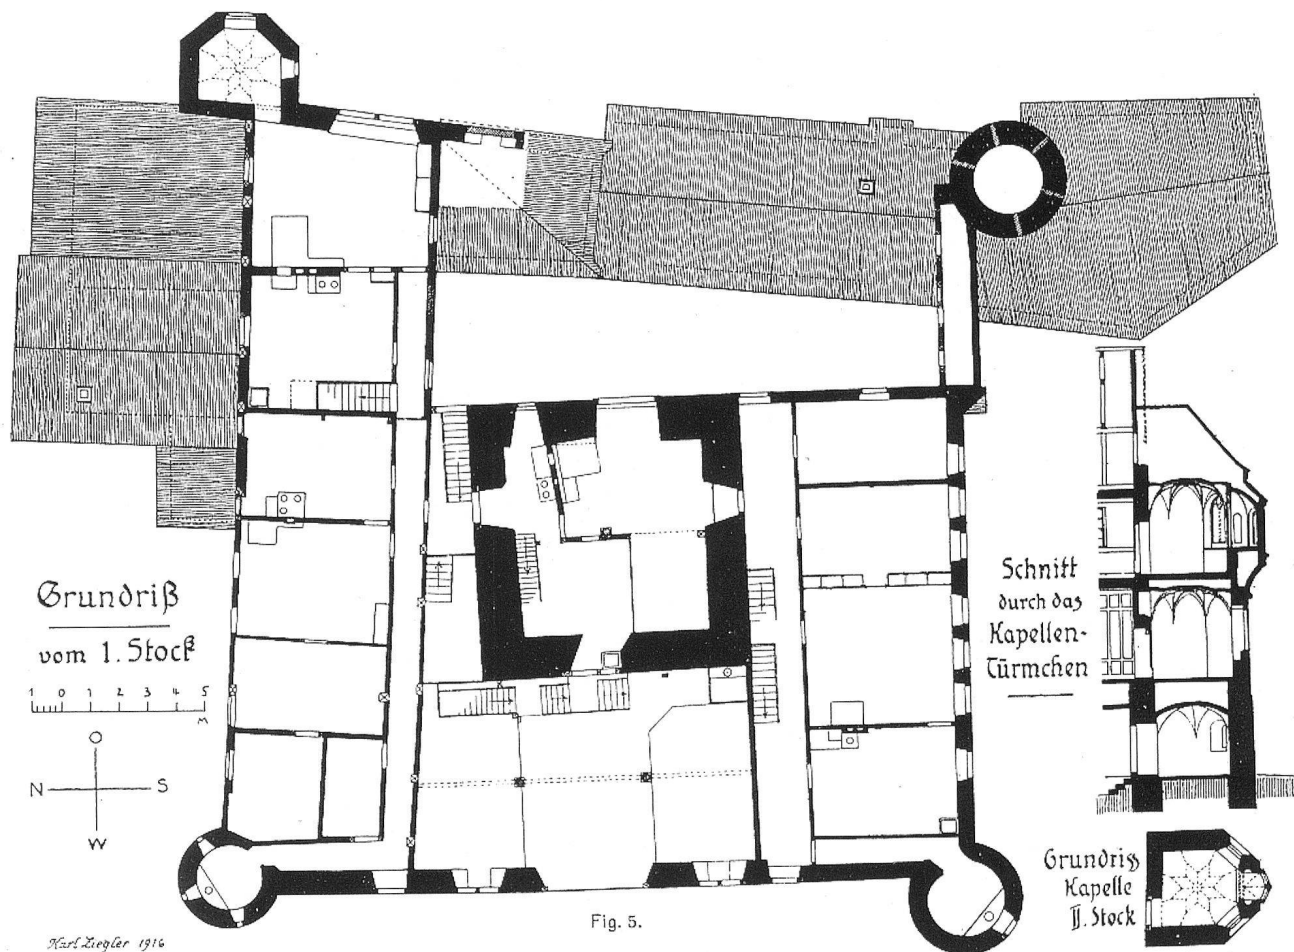 Grundriß
vom 1. Stock
1 0 1 2 3 4 5
M
O
N S
W
Schnitt
durch das
Kapellen-
Türmchen
Grundriss
Kapelle
II. Stock
Fig. 5.
Karl Ziegler 1916